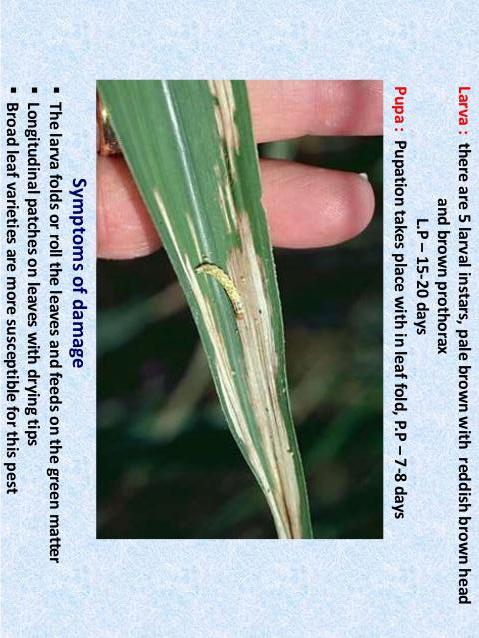 Larva : there are 5 larval instars, pale brown with reddish brown head
and brown prothorax
L.P – 15-20 days
Pupa : Pupation takes place with in leaf fold, P.P – 7-8 days
Symptoms of damage
▪ The larva folds or roll the leaves and feeds on the green matter
▪ Longitudinal patches on leaves with drying tips
▪ Broad leaf varieties are more susceptible for this pest